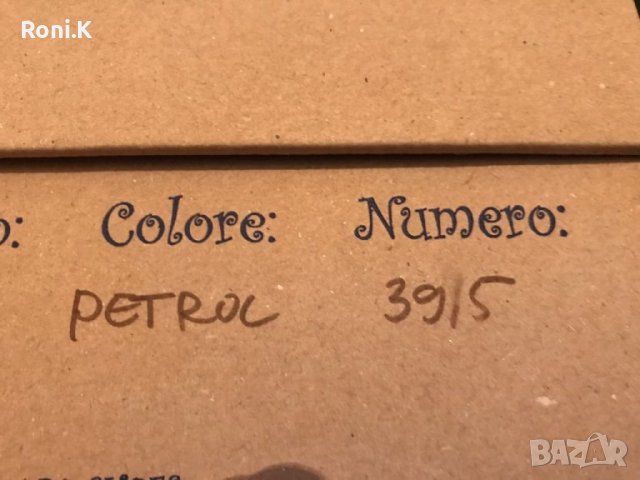 Roni.K
Colore: Numero:
PETROL 39/5
BAZAR